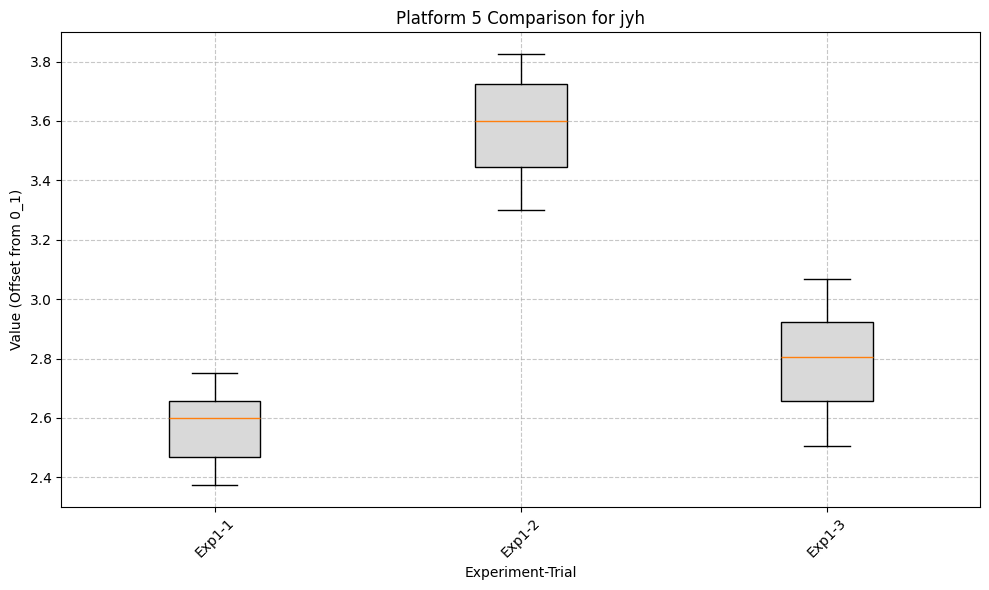 Platform 5 Comparison for jyh
Value (Offset from 0_1)
3.8
3.6
3.4
3.2
3.0
2.8
2.6
2.4
Exp1-1
Exp1-2
Exp1-3
Experiment-Trial